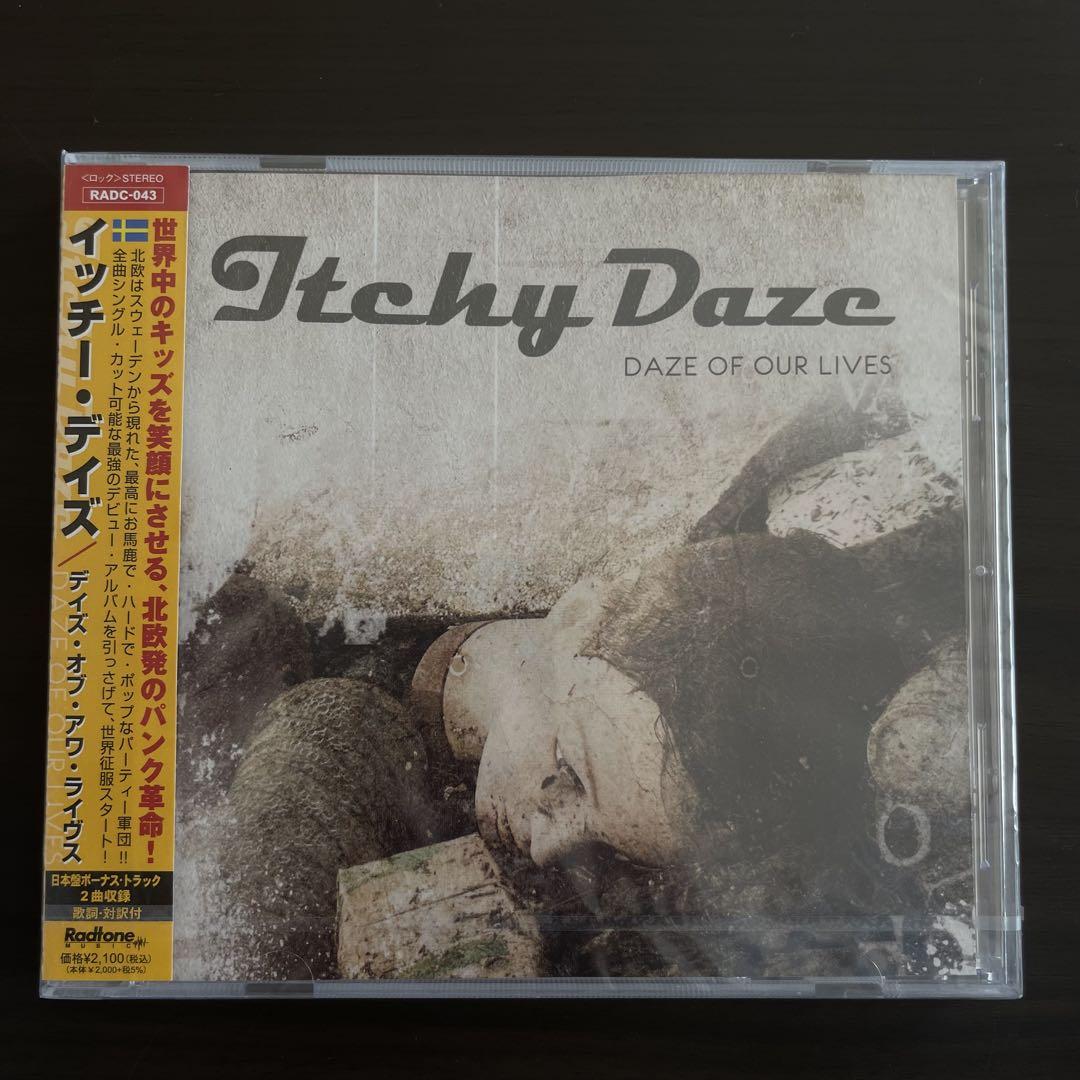 <ロック>STEREO
RADC-043
世界中のキッズを笑顔にさせる、北欧発のパンク革命!
北欧はスウェーデンから現れた、最高にお馬鹿で・ハードで・ポップなパーティー軍団!!
全曲シングル・カット可能な最強のデビュー・アルバムを引っさげて、世界征服スタート!
イッチー・デイズ/デイズ・オブ・アワ・ライヴス
DAZE OF OUR LIVES
日本盤ボーナス・トラック
2曲収録
歌詞・対訳付
Radtone
MUSIC
価格¥2,100(税込)
(本体¥2,000+税5%)
Itchy Daze
DAZE OF OUR LIVES